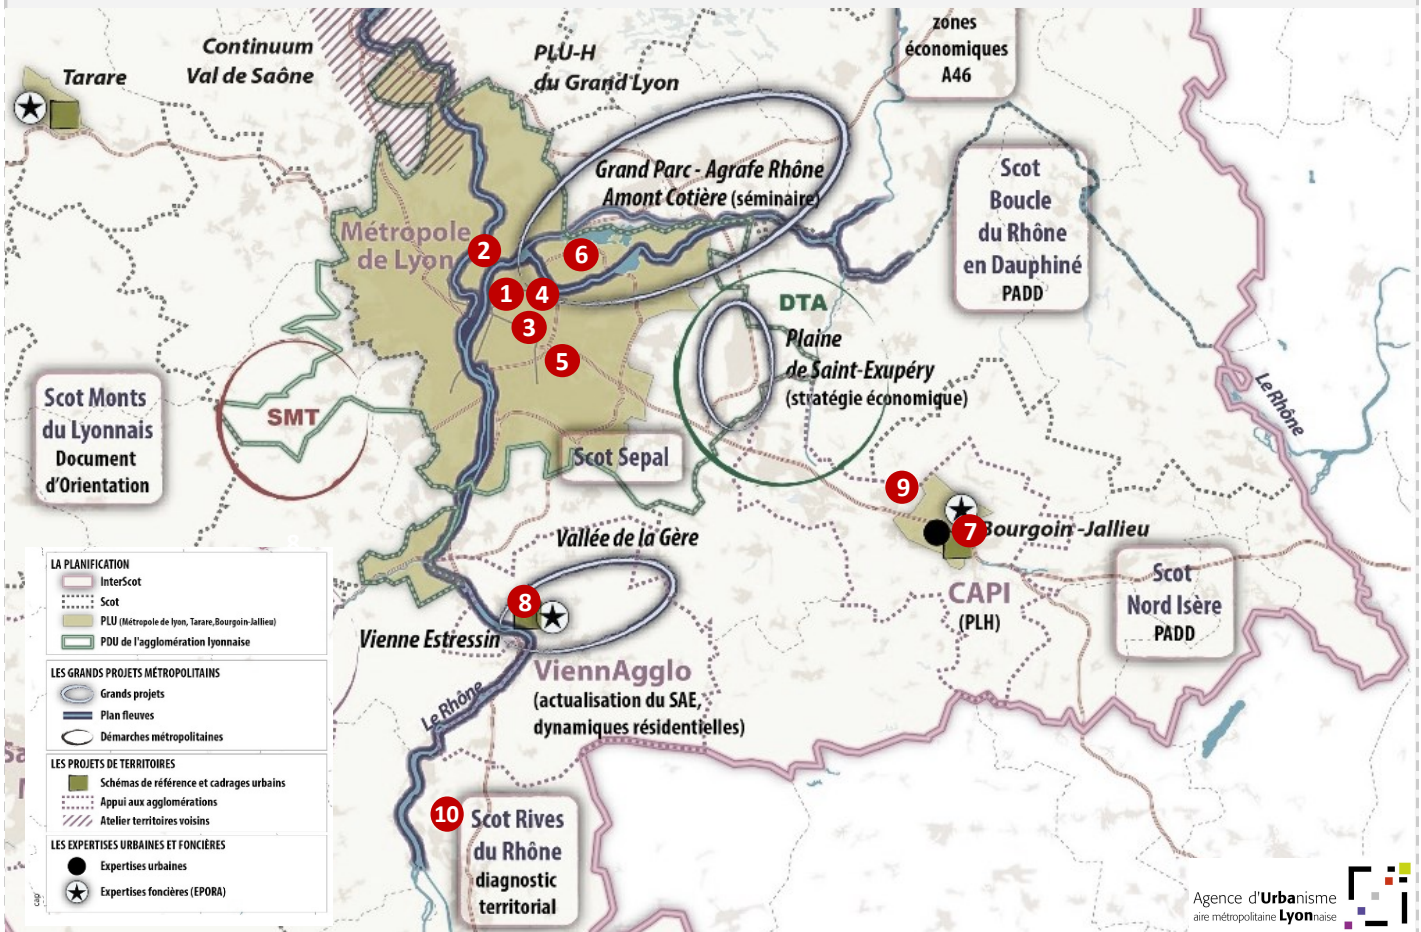 Continuum
Val de Saône
PLU-H
du Grand Lyon
zones
économiques
A46
Tarare
Grand Parc - Agrafe Rhône
Amont Cotière (séminaire)
Scot
Boucle
du Rhône
en Dauphiné
PADD
Métropole
de Lyon
2
6
1
4
3
5
DTA
Plaine
de Saint-Exupéry
(stratégie économique)
Le Rhône
Scot Monts
du Lyonnais
Document
d'Orientation
SMT
Scot Sepal
9
7
Bourgoin-Jallieu
Vallée de la Gère
CAPI
(PLH)
Scot
Nord Isère
PADD
8
Vienne Estressin
ViennAgglo
(actualisation du SAE,
dynamiques résidentielles)
Le Rhône
10
Scot Rives
du Rhône
diagnostic
territorial
LA PLANIFICATION
InterScot
Scot
PLU (Métropole de lyon, Tarare,Bourgoin-Jallieu)
PDU de l'agglomération lyonnaise
LES GRANDS PROJETS MÉTROPOLITAINS
Grands projets
Plan fleuves
Démarches métropolitaines
LES PROJETS DE TERRITOIRES
Schémas de référence et cadrages urbains
Appui aux agglomérations
Atelier territoires voisins
LES EXPERTISES URBAINES ET FONCIÈRES
Expertises urbaines
Expertises foncières (EPORA)
cap
Agence d'Urbanisme
aire métropolitaine Lyonnaise